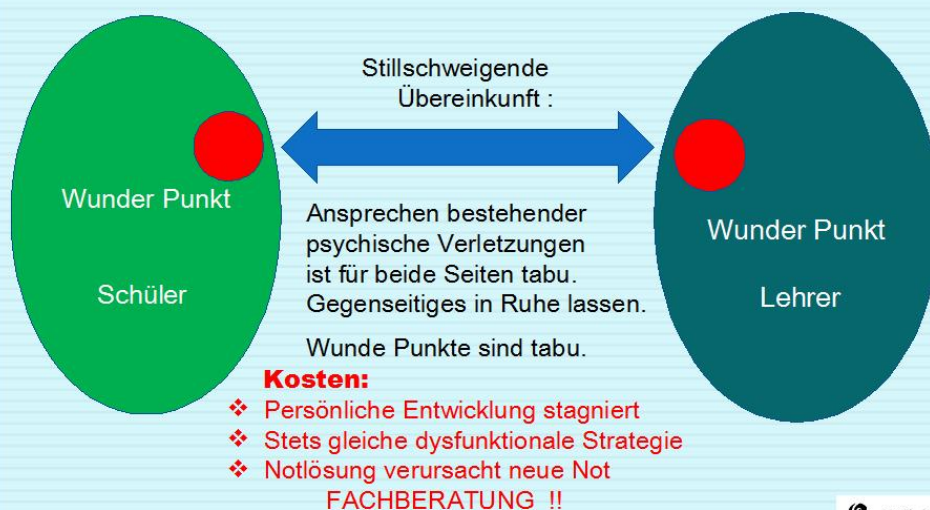 Stillschweigende
Übereinkunft :
Wunder Punkt
Schüler
Ansprechen bestehender
psychische Verletzungen
ist für beide Seiten tabu.
Gegenseitiges in Ruhe lassen.
Wunde Punkte sind tabu.
Wunder Punkt
Lehrer
Kosten:
❖ Persönliche Entwicklung stagniert
❖ Stets gleiche dysfunktionale Strategie
❖ Notlösung verursacht neue Not
FACHBERATUNG !!